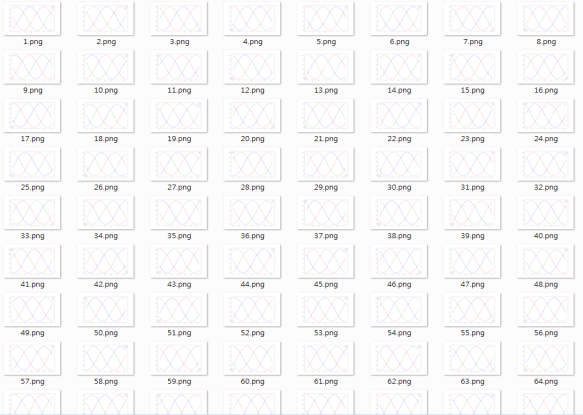 1.png 2.png 3.png 4.png 5.png 6.png 7.png 8.png
9.png 10.png 11.png 12.png 13.png 14.png 15.png 16.png
17.png 18.png 19.png 20.png 21.png 22.png 23.png 24.png
25.png 26.png 27.png 28.png 29.png 30.png 31.png 32.png
33.png 34.png 35.png 36.png 37.png 38.png 39.png 40.png
41.png 42.png 43.png 44.png 45.png 46.png 47.png 48.png
49.png 50.png 51.png 52.png 53.png 54.png 55.png 56.png
57.png 58.png 59.png 60.png 61.png 62.png 63.png 64.png